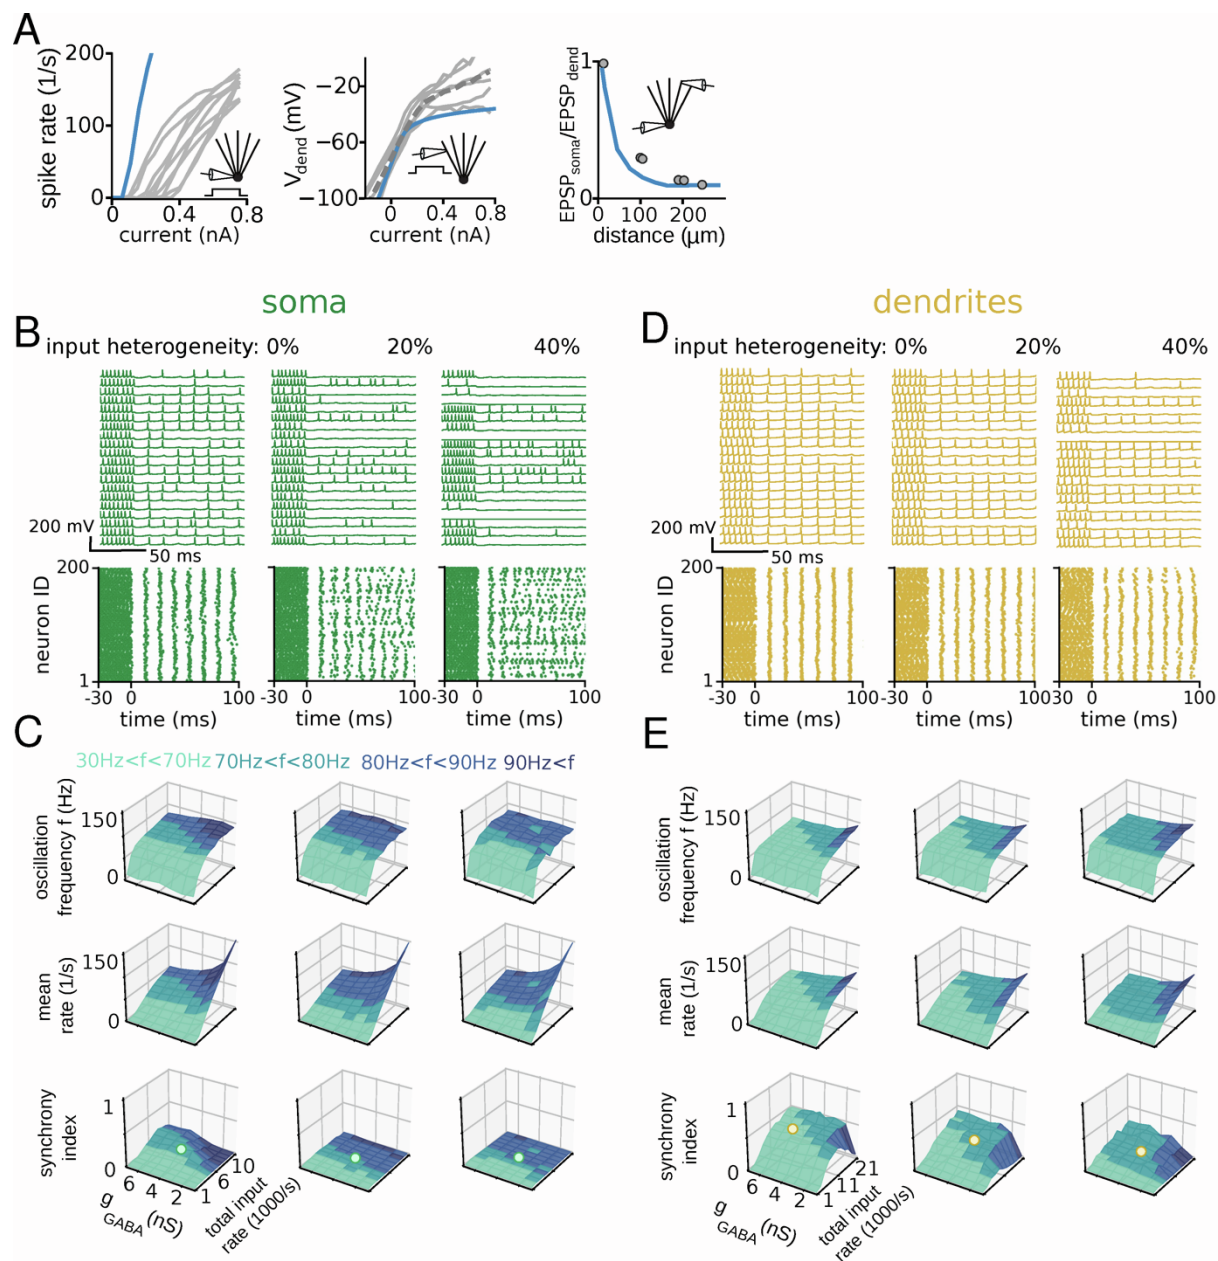 A
spike rate (1/s)
200
100
0
0 0.4 0.8
current (nA)
V dend (mV)
−20
−60
−100
0 0.4 0.8
current (nA)
EPSP soma/EPSP dend
1
0
0 100 200
distance (µm)
soma
dendrites
B
input heterogeneity: 0% 20% 40%
200 mV
50 ms
neuron ID
200
1
-30 0 100
-30 0 100
-30 0 100
time (ms) time (ms) time (ms)
D
input heterogeneity: 0% 20% 40%
200 mV
50 ms
neuron ID
200
1
-30 0 100
-30 0 100
-30 0 100
time (ms) time (ms) time (ms)
C
30Hz<f<70Hz 70Hz<f<80Hz 80Hz<f<90Hz 90Hz<f
oscillation
frequency f (Hz)
150
0
mean
rate (1/s)
150
0
synchrony
index
1
0
6 4 2
g GABA (nS)
1 6 10
total input
rate (1000/s)
E
oscillation
frequency f (Hz)
150
0
mean
rate (1/s)
150
0
synchrony
index
1
0
6 4 2
g GABA (nS)
1 11 21
total input
rate (1000/s)